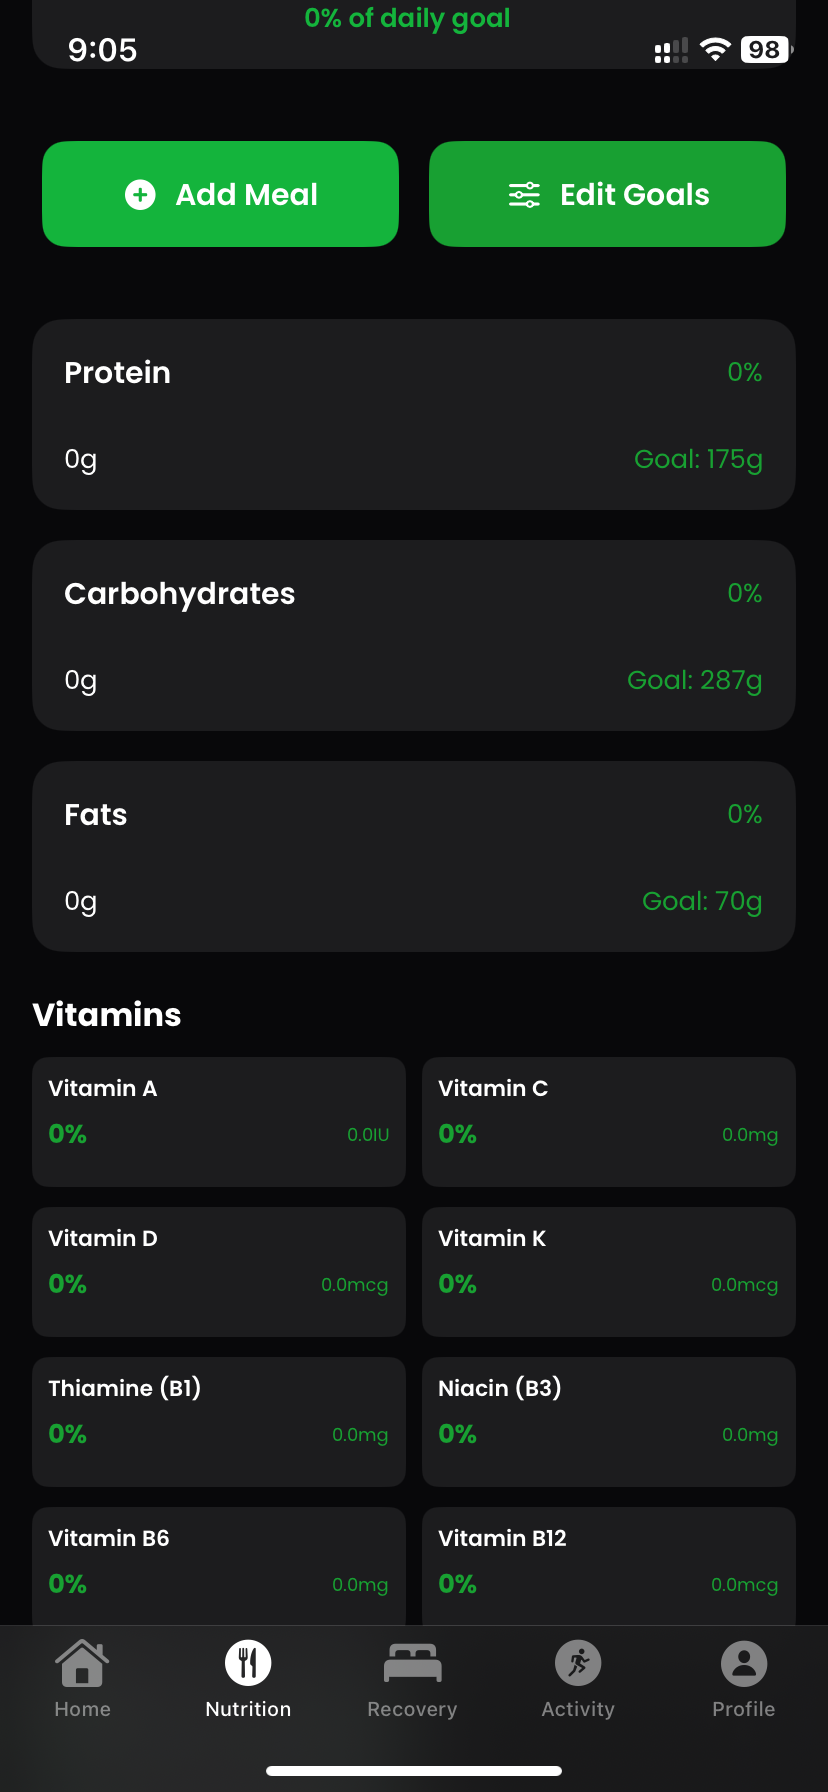 0% of daily goal
9:05
98
Add Meal
Edit Goals
Protein
0%
0g
Goal: 175g
Carbohydrates
0%
0g
Goal: 287g
Fats
0%
0g
Goal: 70g
Vitamins
Vitamin A
0%
0.0IU
Vitamin C
0%
0.0mg
Vitamin D
0%
0.0mcg
Vitamin K
0%
0.0mcg
Thiamine (B1)
0%
0.0mg
Niacin (B3)
0%
0.0mg
Vitamin B6
0%
0.0mg
Vitamin B12
0%
0.0mcg
Home
Nutrition
Recovery
Activity
Profile